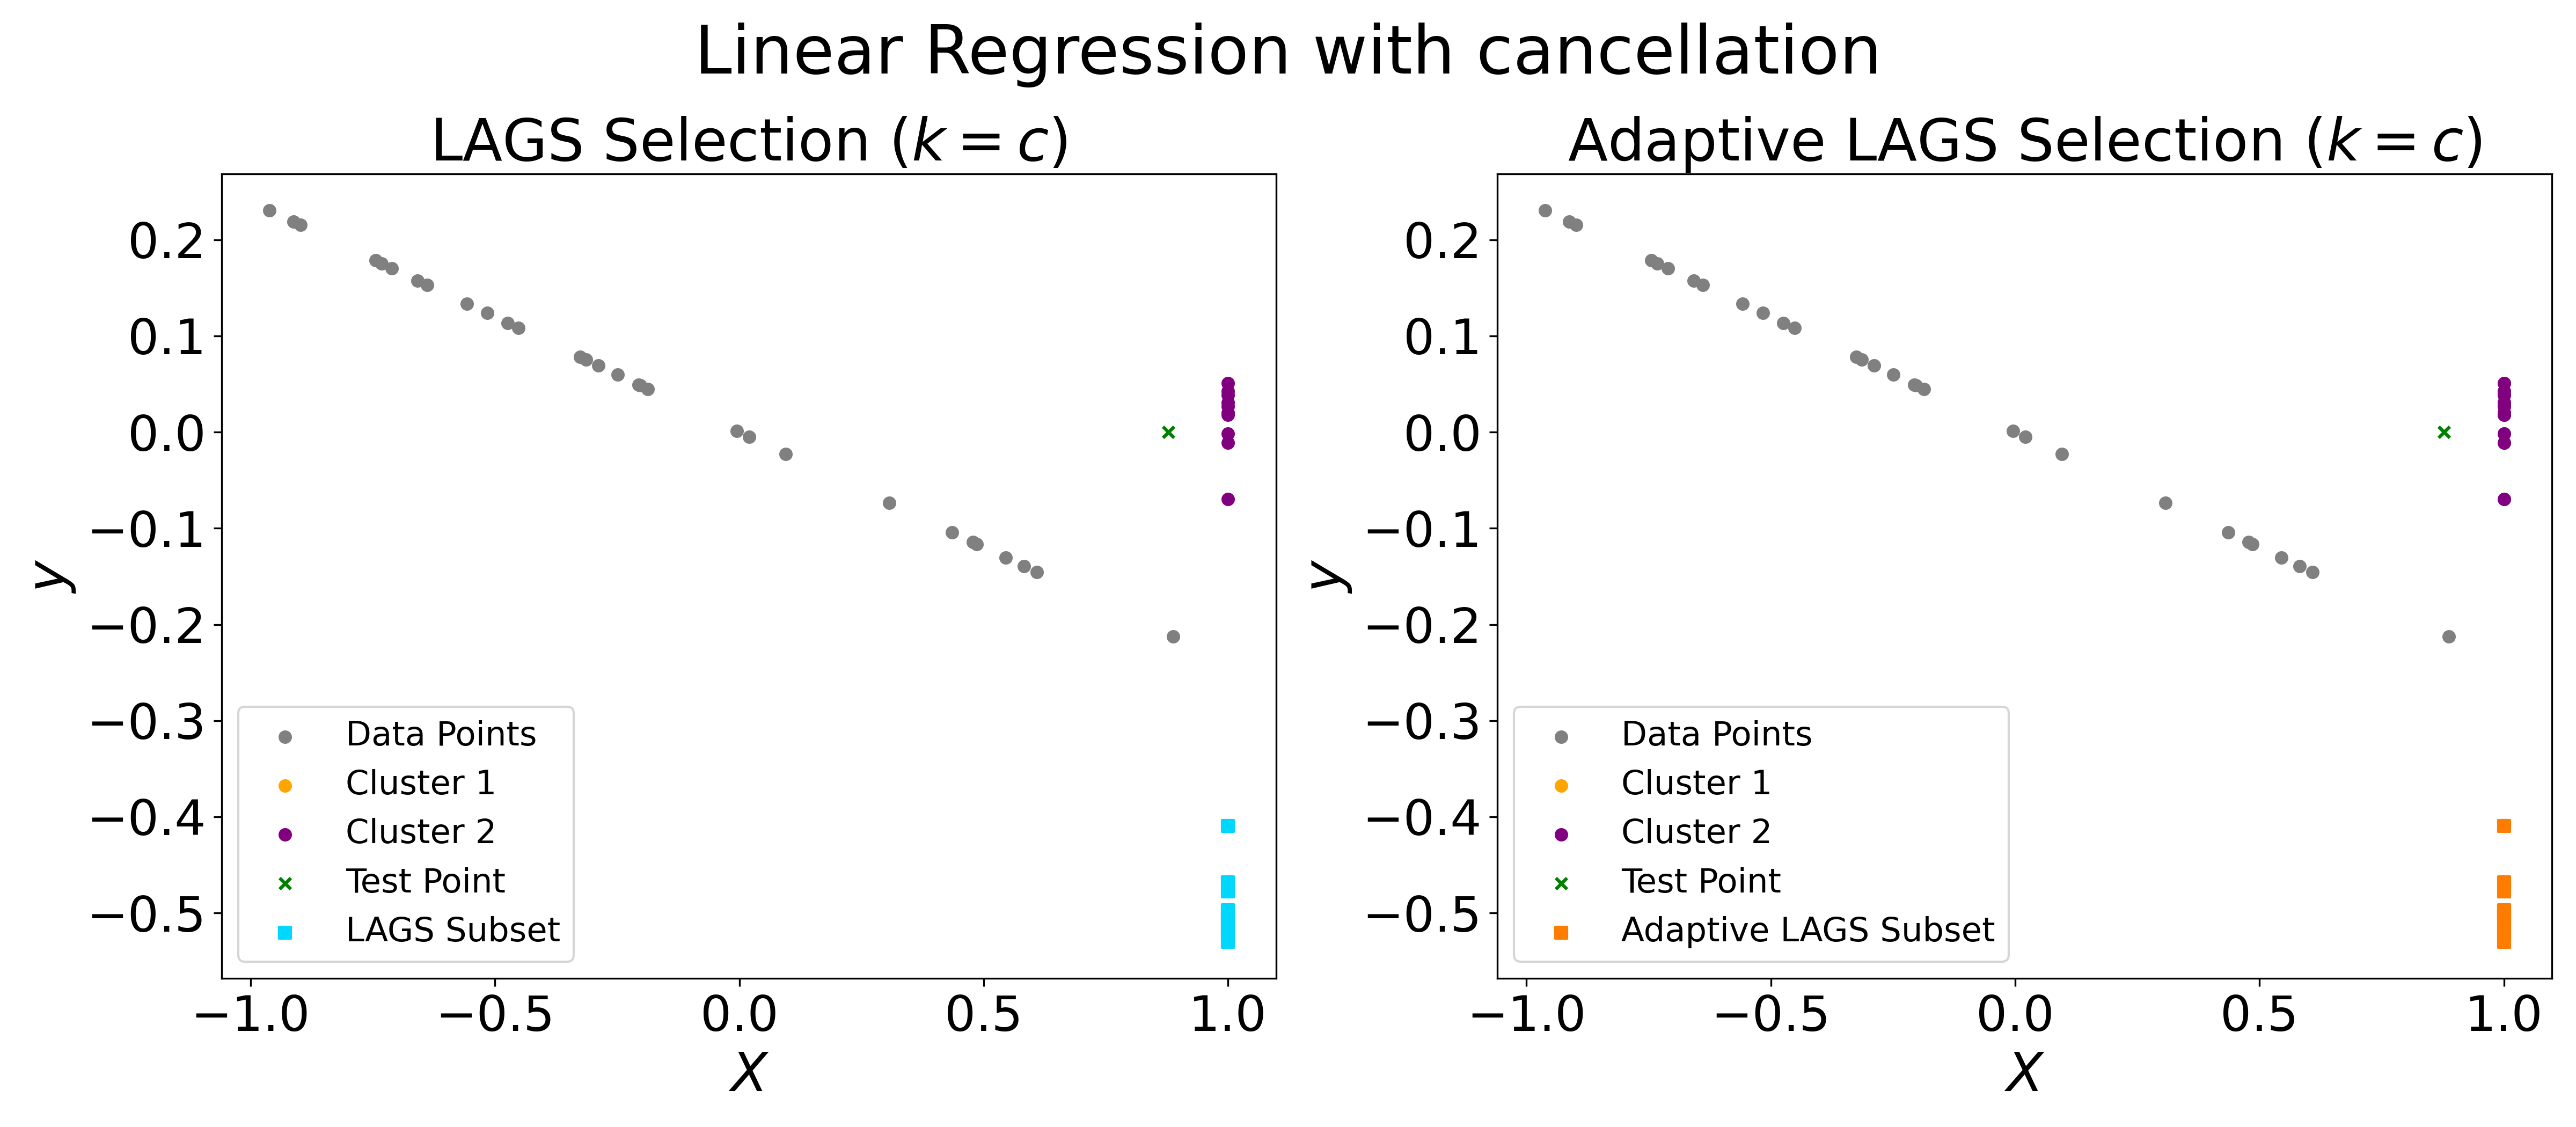 Linear Regression with cancellation
LAGS Selection (k = c)
0.2
0.1
0.0
−0.1
−0.2
−0.3
−0.4
−0.5
y
Data Points
Cluster 1
Cluster 2
Test Point
LAGS Subset
−1.0 −0.5 0.0 0.5 1.0
X
Adaptive LAGS Selection (k = c)
0.2
0.1
0.0
−0.1
−0.2
−0.3
−0.4
−0.5
y
Data Points
Cluster 1
Cluster 2
Test Point
Adaptive LAGS Subset
−1.0 −0.5 0.0 0.5 1.0
X